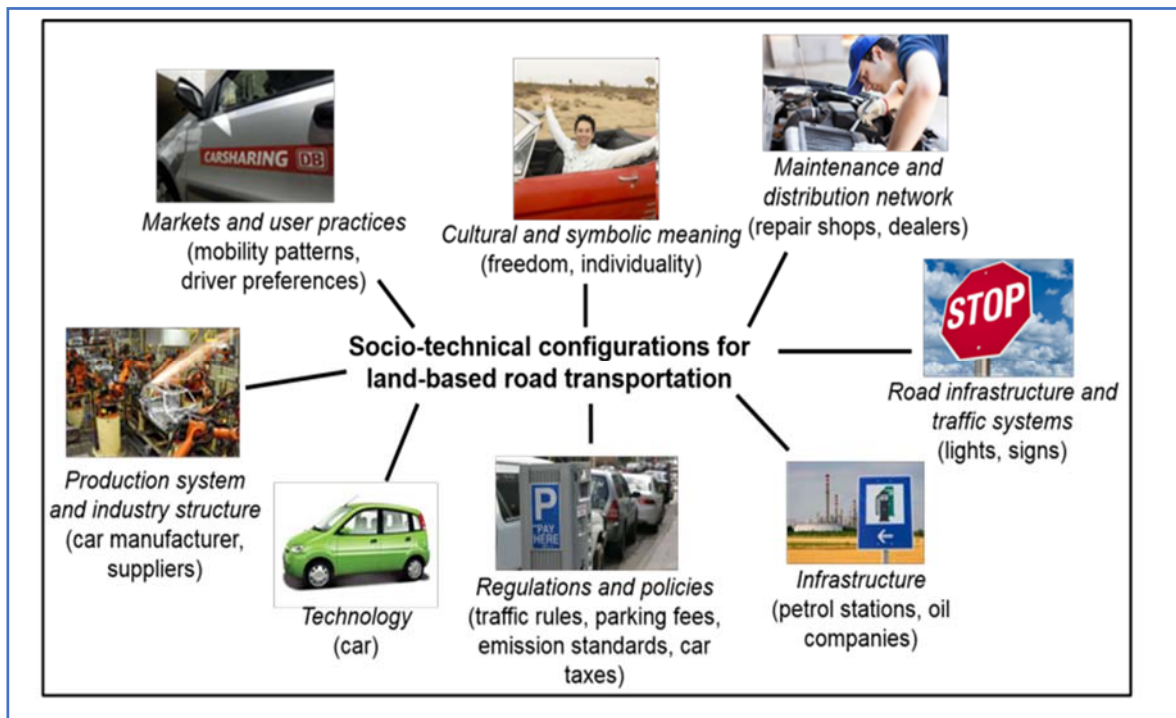 CARSHARING DB
Markets and user practices
(mobility patterns,
driver preferences)
Cultural and symbolic meaning
(freedom, individuality)
Maintenance and
distribution network
(repair shops, dealers)
STOP
Road infrastructure and
traffic systems
(lights, signs)
Socio-technical configurations for
land-based road transportation
Production system
and industry structure
(car manufacturer,
suppliers)
Technology
(car)
P
PAY
HERE
Regulations and policies
(traffic rules, parking fees,
emission standards, car
taxes)
Infrastructure
(petrol stations, oil
companies)